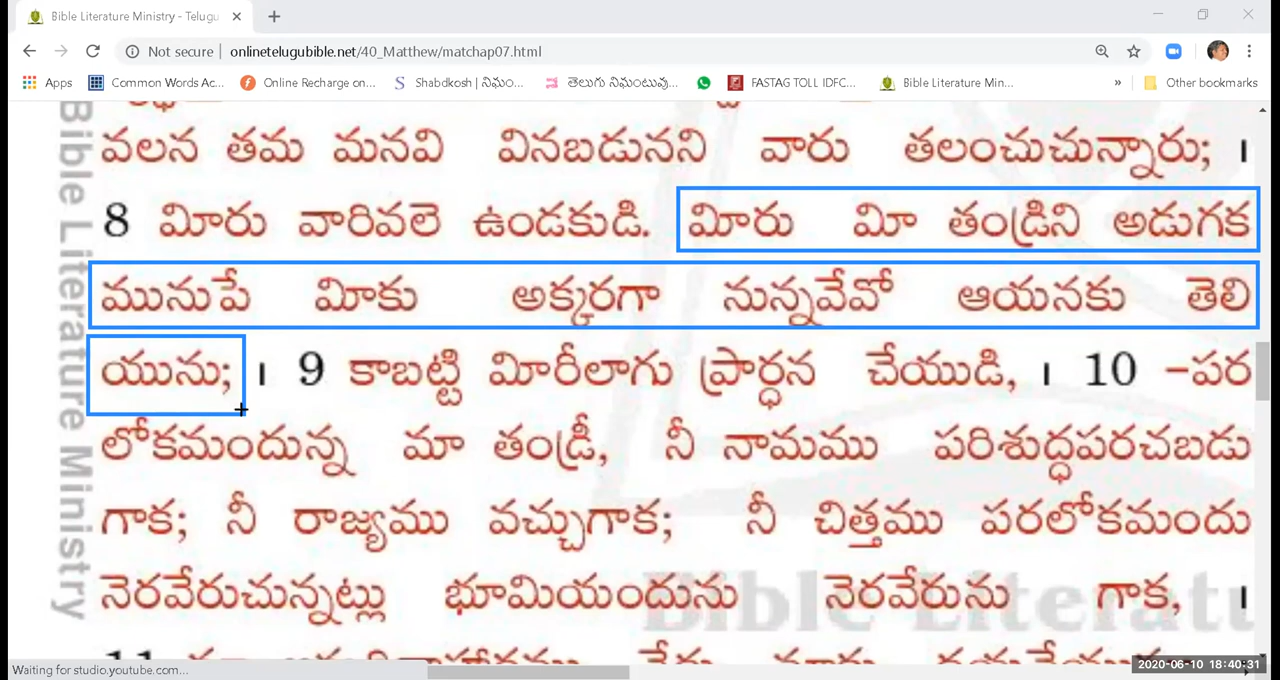 Bible Literature Ministry - Telugu
Not secure | onlinetelugubible.net/40_Matthew/matchap07.html
Apps Common Words Ac... Online Recharge on... Shabdkosh | నిఘం... తెలుగు నిఘంటువు... FASTAG TOLL IDFC... Bible Literature Min... » Other bookmarks
వలన తమ మనవి వినబడునని వారు తలంచుచున్నారు; ।
8 మీరు వారివలె ఉండకుడి. మీరు మీ తండ్రిని అడుగక
మునుపే మీకు అక్కరగా నున్నవేవో ఆయనకు తెలి
యును; । 9 కాబట్టి మీరీలాగు ప్రార్థన చేయుడి, । 10 -పర
లోకమందున్న మా తండ్రీ, నీ నామము పరిశుద్ధపరచబడు
గాక; నీ రాజ్యము వచ్చుగాక; నీ చిత్తము పరలోకమందు
నెరవేరుచున్నట్లు భూమియందును నెరవేరును గాక, ।
Bible Literature Ministry
Bible Literatu
Waiting for studio.youtube.com...
2020-06-10 18:40:31